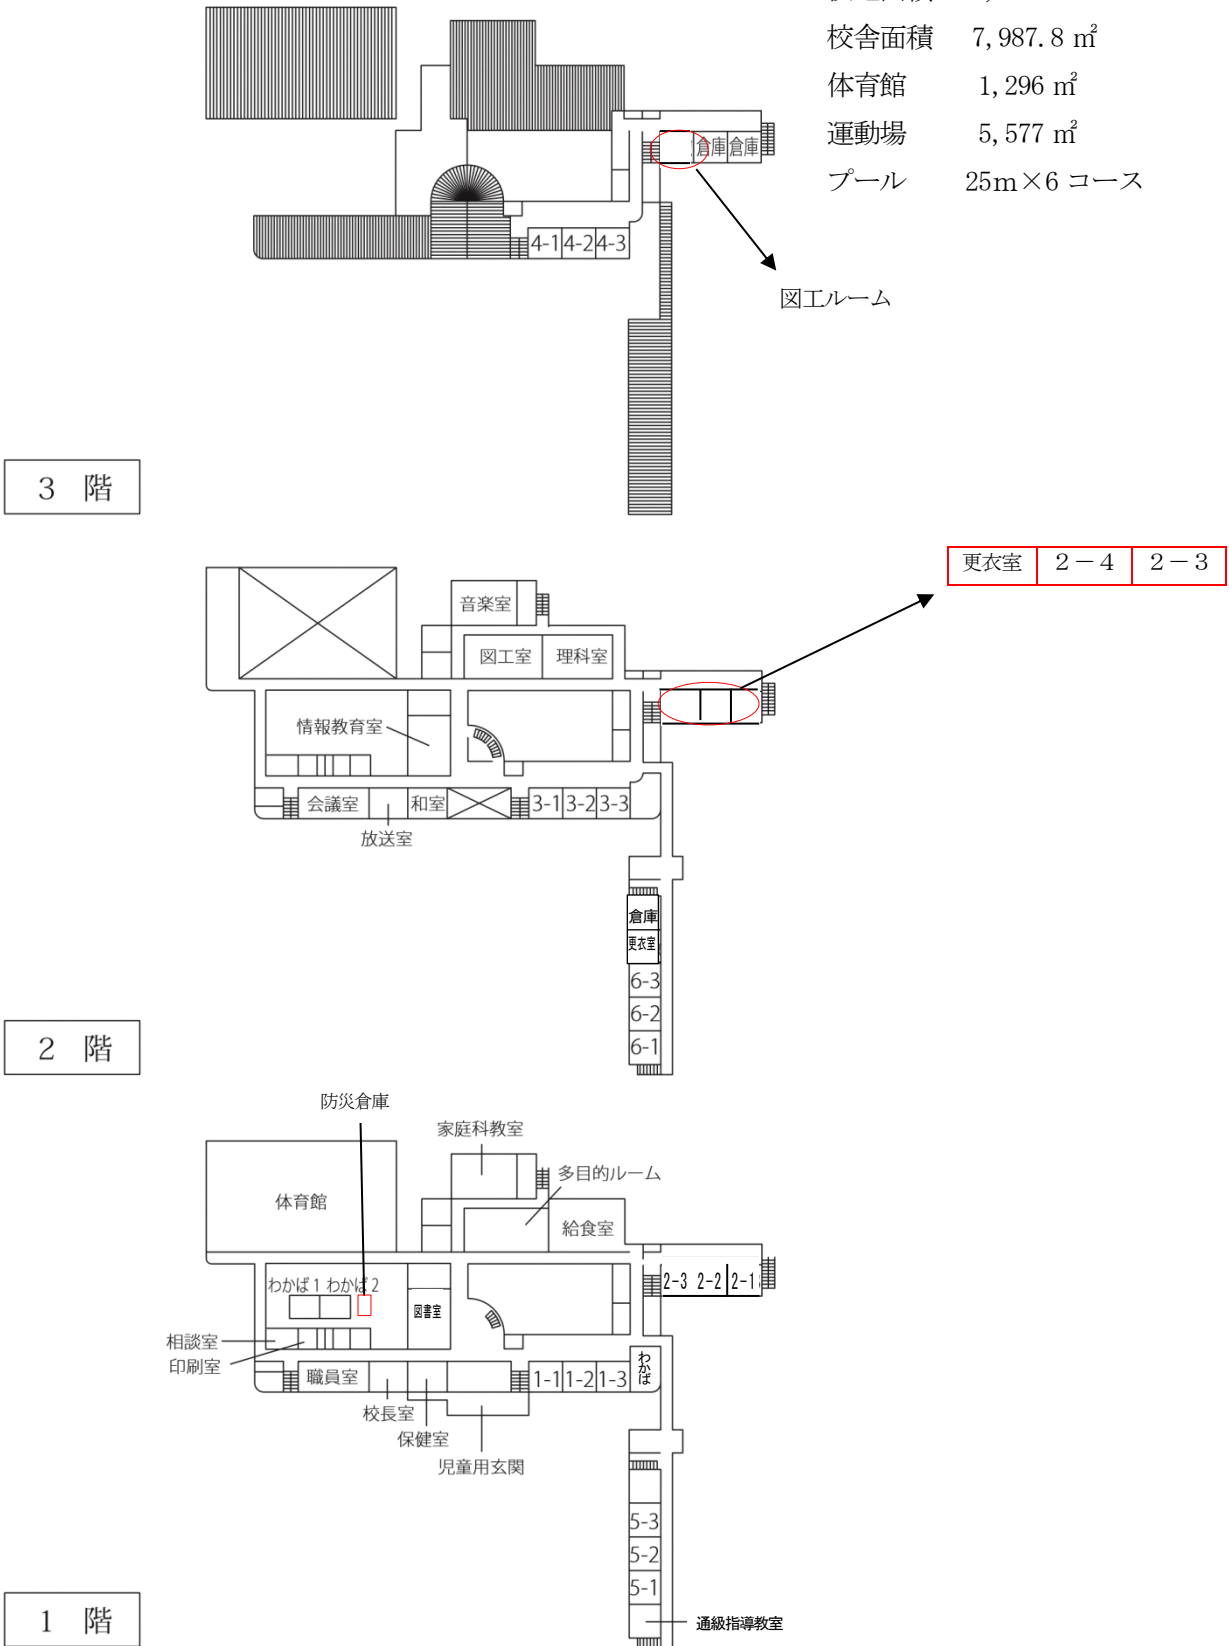 校舎面積 7,987.8 ㎡
体育館 1,296 ㎡
運動場 5,577 ㎡
プール 25m×6 コース
倉庫 倉庫
4-1 4-2 4-3
図工ルーム
3 階
更衣室 2－4 2－3
音楽室
図工室 理科室
情報教育室
会議室 和室 3-1 3-2 3-3
放送室
倉庫
更衣室
6-3
6-2
6-1
2 階
防災倉庫
家庭科教室
多目的ルーム
体育館
給食室
わかば 1 わかば 2
2-3 2-2 2-1
図書室
相談室
印刷室
職員室 1-1 1-2 1-3 わかば
校長室
保健室
児童用玄関
5-3
5-2
5-1
通級指導教室
1 階